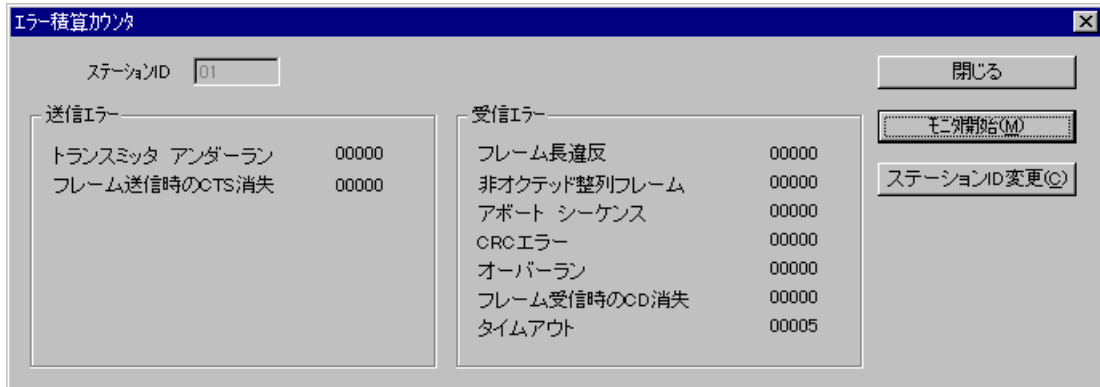 エラー積算カウンタ
ステーションID 01
閉じる
モニタ開始(M)
ステーションID変更(C)
送信エラー
トランスミッタ アンダーラン 00000
フレーム送信時のCTS消失 00000
受信エラー
フレーム長違反 00000
非オクテッド整列フレーム 00000
アボート シーケンス 00000
CRCエラー 00000
オーバーラン 00000
フレーム受信時のCD消失 00000
タイムアウト 00005